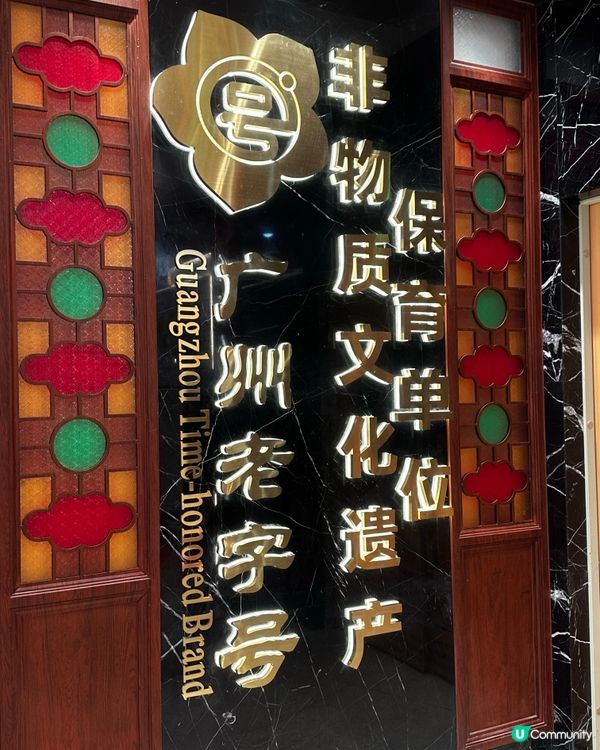 号
非物质文化遗产
保育单位
广州老字号
Guangzhou Time-honored Brand
U Community